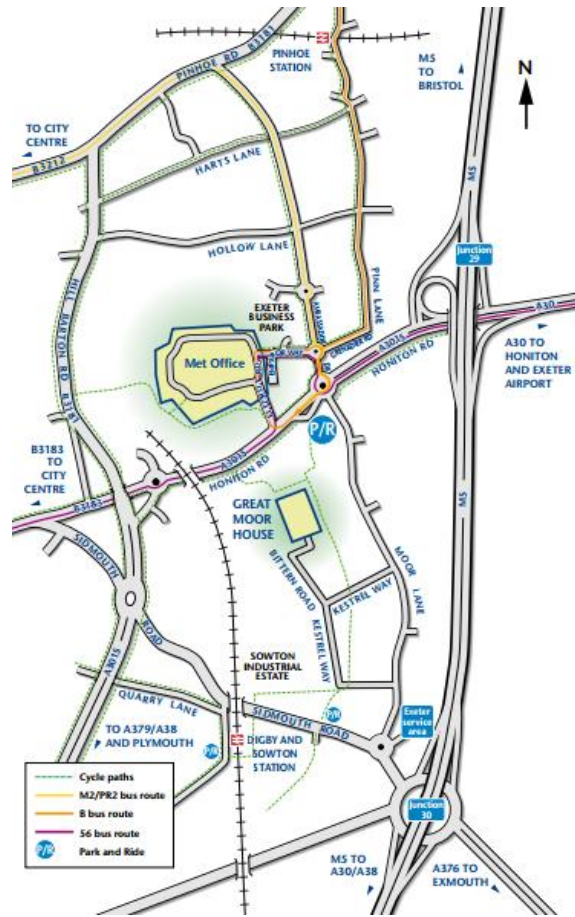 PINHOE RD B3181
PINHOE
STATION
M5
TO
BRISTOL
N
TO CITY
CENTRE
B3212
HARTS LANE
M5
HOLLOW LANE
Junction
29
PINN LANE
HILL BARTON RD B3181
EXETER
BUSINESS
PARK
A30
Met Office
A3015
HONITON RD
A30 TO
HONITON
AND EXETER
AIRPORT
P/R
B3183
TO CITY
CENTRE
A3015
HONITON RD
B3183
M5
GREAT
MOOR
HOUSE
MOOR LANE
SIDMOUTH
ROAD
BITTERN ROAD
KESTREL WAY
KESTREL WAY
A3015
SOWTON
INDUSTRIAL
ESTATE
QUARRY LANE
SIDMOUTH ROAD
P/R
Exeter
service
area
TO A379/A38
AND PLYMOUTH
P/R
DIGBY AND
SOWTON
STATION
Junction
30
Cycle paths
M2/PR2 bus route
B bus route
56 bus route
P/R Park and Ride
M5 TO
A30/A38
A376 TO
EXMOUTH